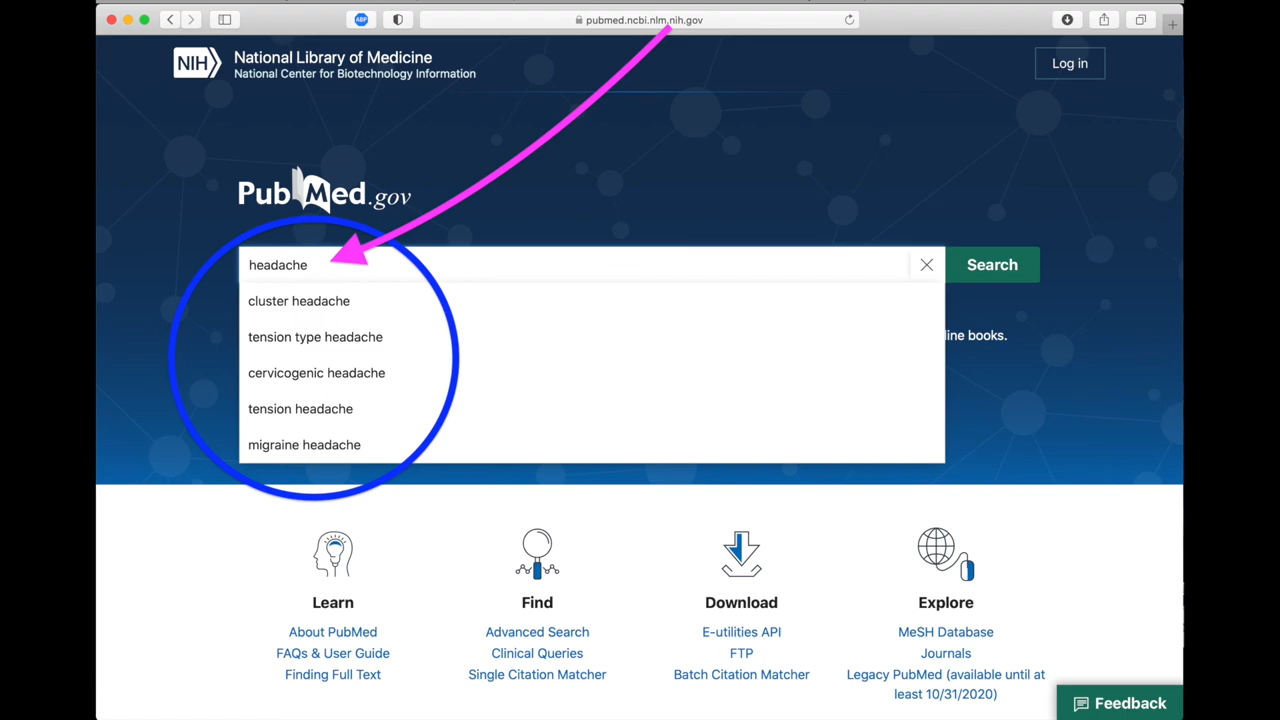 ABP
pubmed.ncbi.nlm.nih.gov
NIH
National Library of Medicine
National Center for Biotechnology Information
Log in
PubMed.gov
headache
Search
cluster headache
tension type headache
line books.
cervicogenic headache
tension headache
migraine headache
Learn
Find
Download
Explore
About PubMed
Advanced Search
E-utilities API
MeSH Database
FAQs & User Guide
Clinical Queries
FTP
Journals
Finding Full Text
Single Citation Matcher
Batch Citation Matcher
Legacy PubMed (available until at
least 10/31/2020)
Feedback